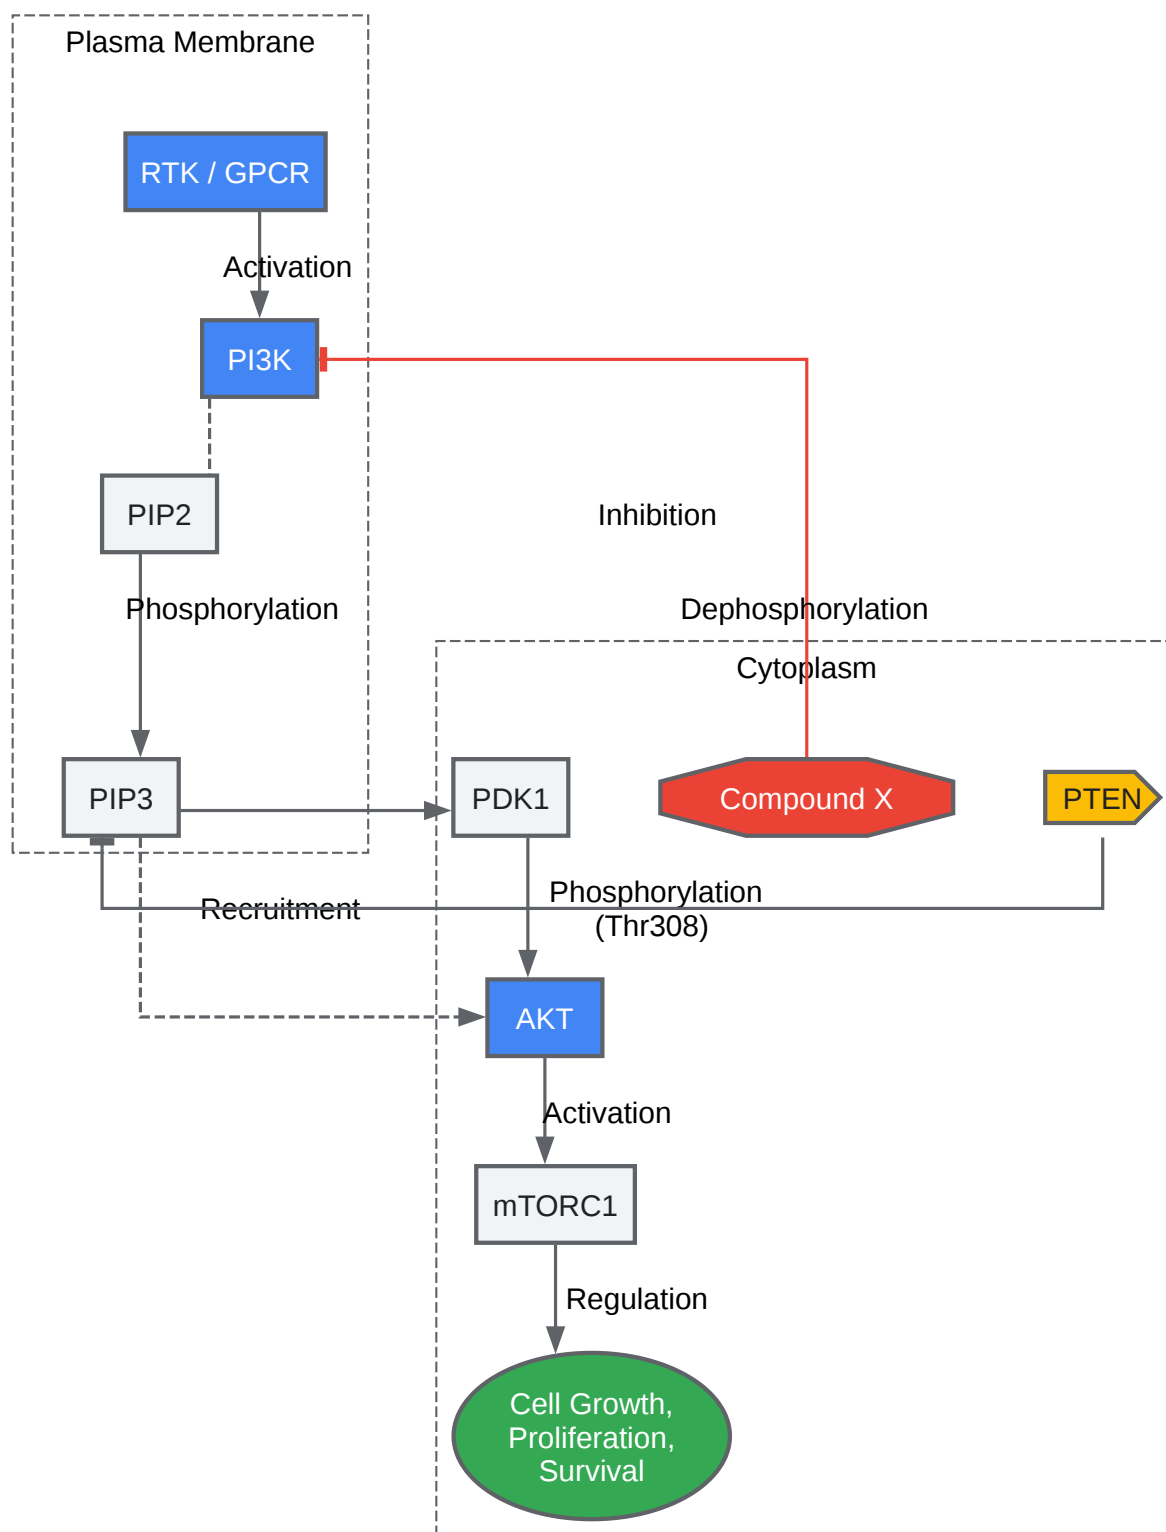 Plasma Membrane
RTK / GPCR
Activation
PI3K
PIP2
Inhibition
Phosphorylation
Dephosphorylation
Cytoplasm
PIP3
PDK1
Compound X
PTEN
Recruitment
Phosphorylation
(Thr308)
AKT
Activation
mTORC1
Regulation
Cell Growth,
Proliferation,
Survival